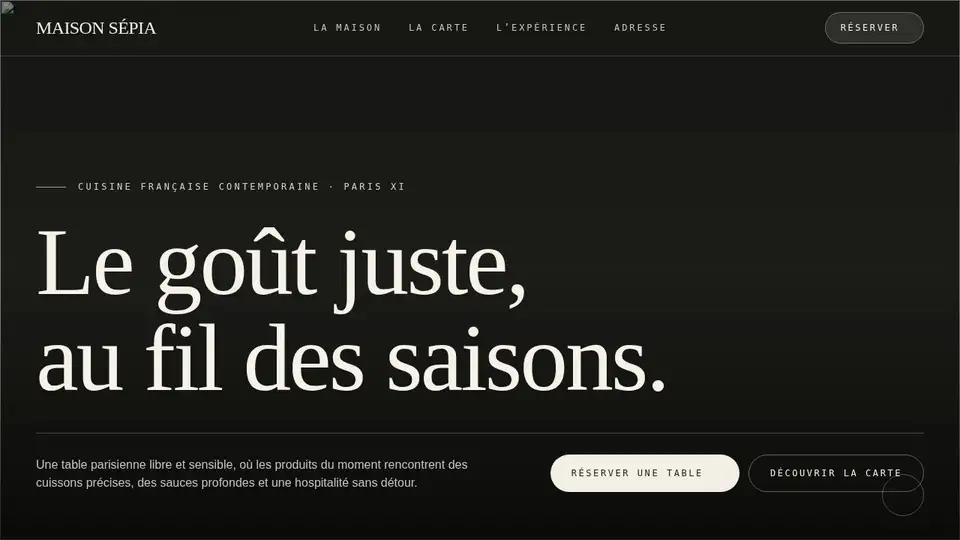 MAISON SÉPIA
LA MAISON
LA CARTE
L’EXPÉRIENCE
ADRESSE
RÉSERVER
CUISINE FRANÇAISE CONTEMPORAINE · PARIS XI
Le goût juste,
au fil des saisons.
Une table parisienne libre et sensible, où les produits du moment rencontrent des
cuissons précises, des sauces profondes et une hospitalité sans détour.
RÉSERVER UNE TABLE
DÉCOUVRIR LA CARTE